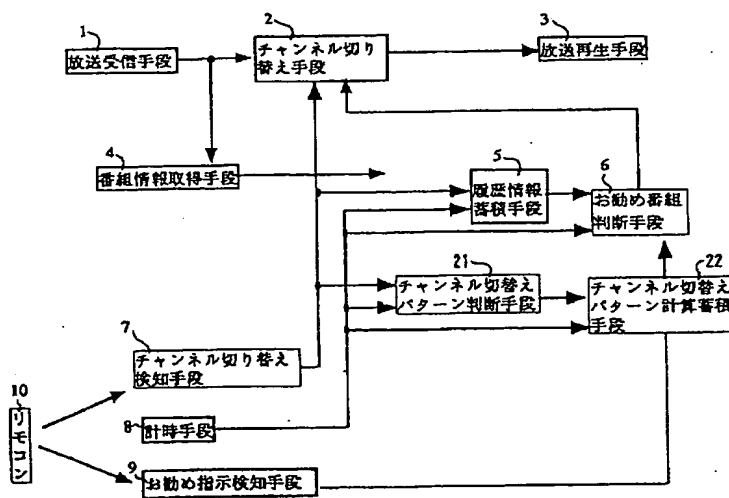 1
放送受信手段
2
チャンネル切り
替え手段
3
放送再生手段
4
番組情報取得手段
5
履歴情報
蓄積手段
6
お勧め番組
判断手段
21
チャンネル切替え
パターン判断手段
22
チャンネル切替え
パターン計算蓄積
手段
7
チャンネル切り替え
検知手段
8
計時手段
9
お勧め指示検知手段
10
リモコン